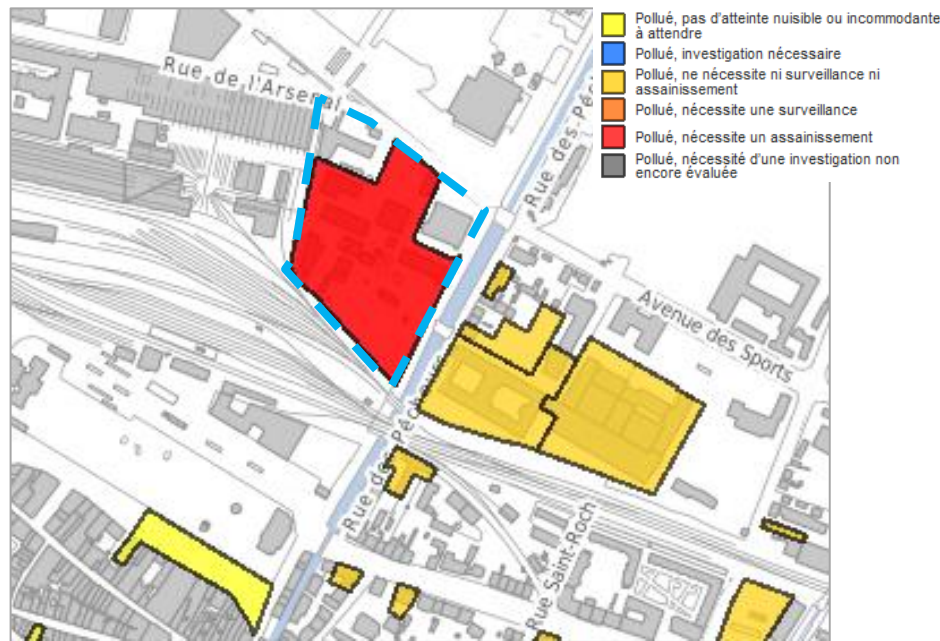 Pollué, pas d'atteinte nuisible ou incommodante
à attendre
Pollué, investigation nécessaire
Pollué, ne nécessite ni surveillance ni
assainissement
Pollué, nécessite une surveillance
Pollué, nécessite un assainissement
Pollué, nécessité d'une investigation non
encore évaluée
Rue de l'Arsenal
Rue des-Péch
Avenue des Sports
Rue des Pêcheurs
Rue Saint-Roch